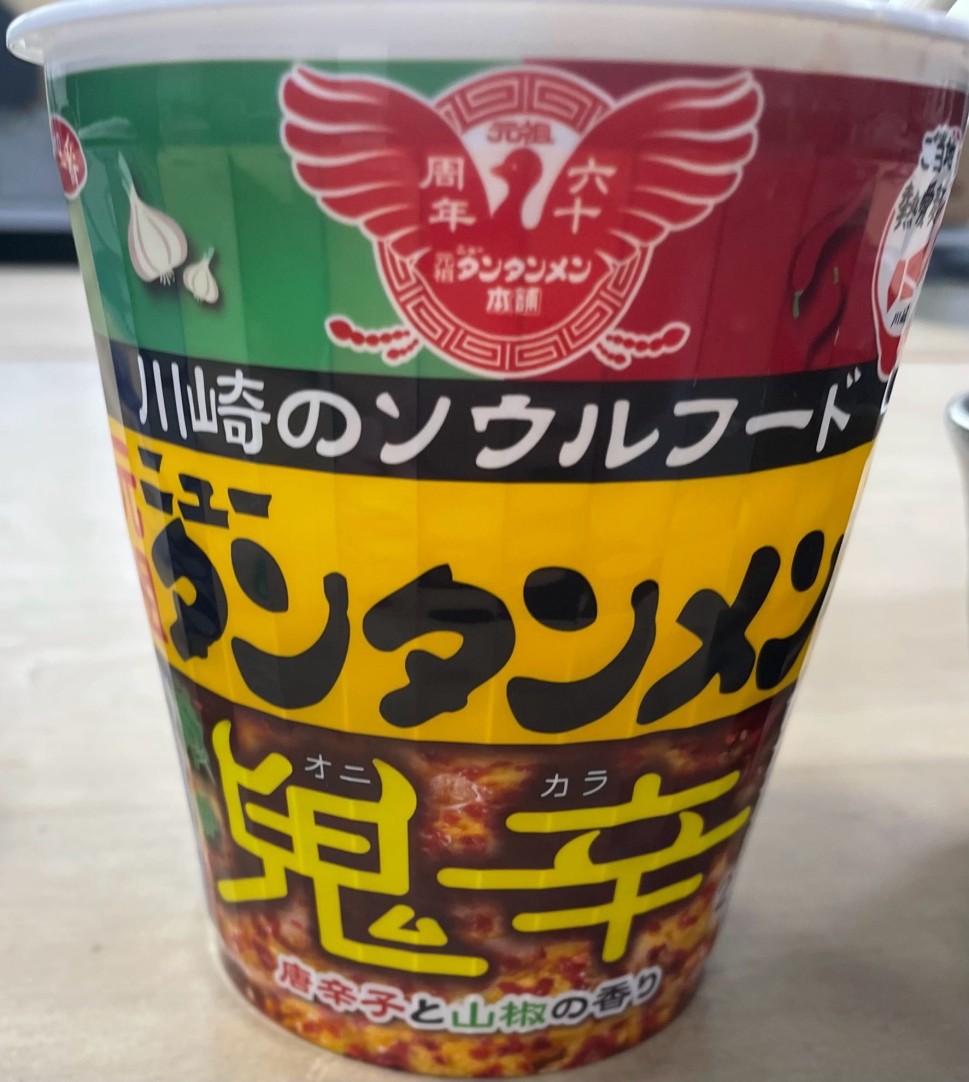 元祖
六十
周年
元祖
ニュー
タンタンメン
本舗
川崎のソウルフード
ニュー
タンタンメン
オニ カラ
鬼辛
唐辛子と山椒の香り